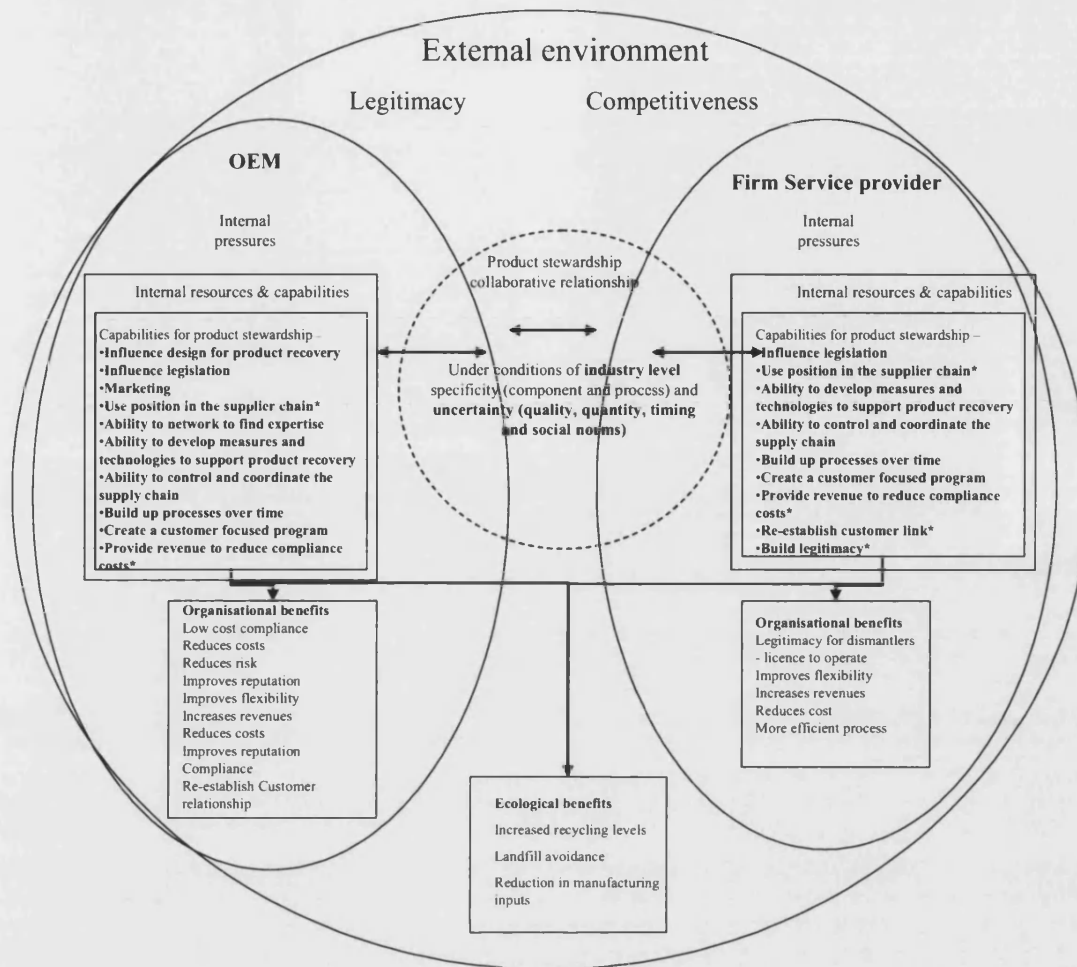 External environment
Legitimacy
Competitiveness
OEM
Internal
pressures
Internal resources & capabilities
Capabilities for product stewardship –
•Influence design for product recovery
•Influence legislation
•Marketing
•Use position in the supplier chain*
•Ability to network to find expertise
•Ability to develop measures and
technologies to support product recovery
•Ability to control and coordinate the
supply chain
•Build up processes over time
•Create a customer focused program
•Provide revenue to reduce compliance
costs*
Organisational benefits
Low cost compliance
Reduces costs
Reduces risk
Improves reputation
Improves flexibility
Increases revenues
Reduces costs
Improves reputation
Compliance
Re-establish Customer
relationship
Product stewardship
collaborative relationship
Under conditions of industry level
specificity (component and process) and
uncertainty (quality, quantity, timing
and social norms)
Firm Service provider
Internal
pressures
Internal resources & capabilities
Capabilities for product stewardship –
•Influence legislation
•Use position in the supplier chain*
•Ability to develop measures and
technologies to support product recovery
•Ability to control and coordinate the
supply chain
•Build up processes over time
•Create a customer focused program
•Provide revenue to reduce compliance
costs*
•Re-establish customer link*
•Build legitimacy*
Organisational benefits
Legitimacy for dismantlers
- licence to operate
Improves flexibility
Increases revenues
Reduces cost
More efficient process
Ecological benefits
Increased recycling levels
Landfill avoidance
Reduction in manufacturing
inputs